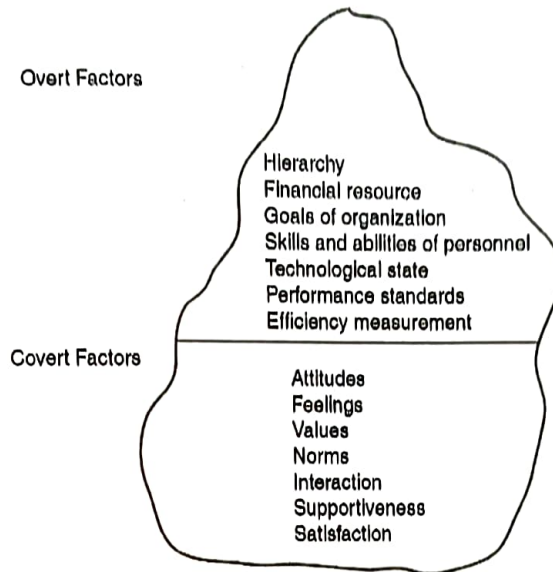 Overt Factors
Hierarchy
Financial resource
Goals of organization
Skills and abilities of personnel
Technological state
Performance standards
Efficiency measurement
Covert Factors
Attitudes
Feelings
Values
Norms
Interaction
Supportiveness
Satisfaction